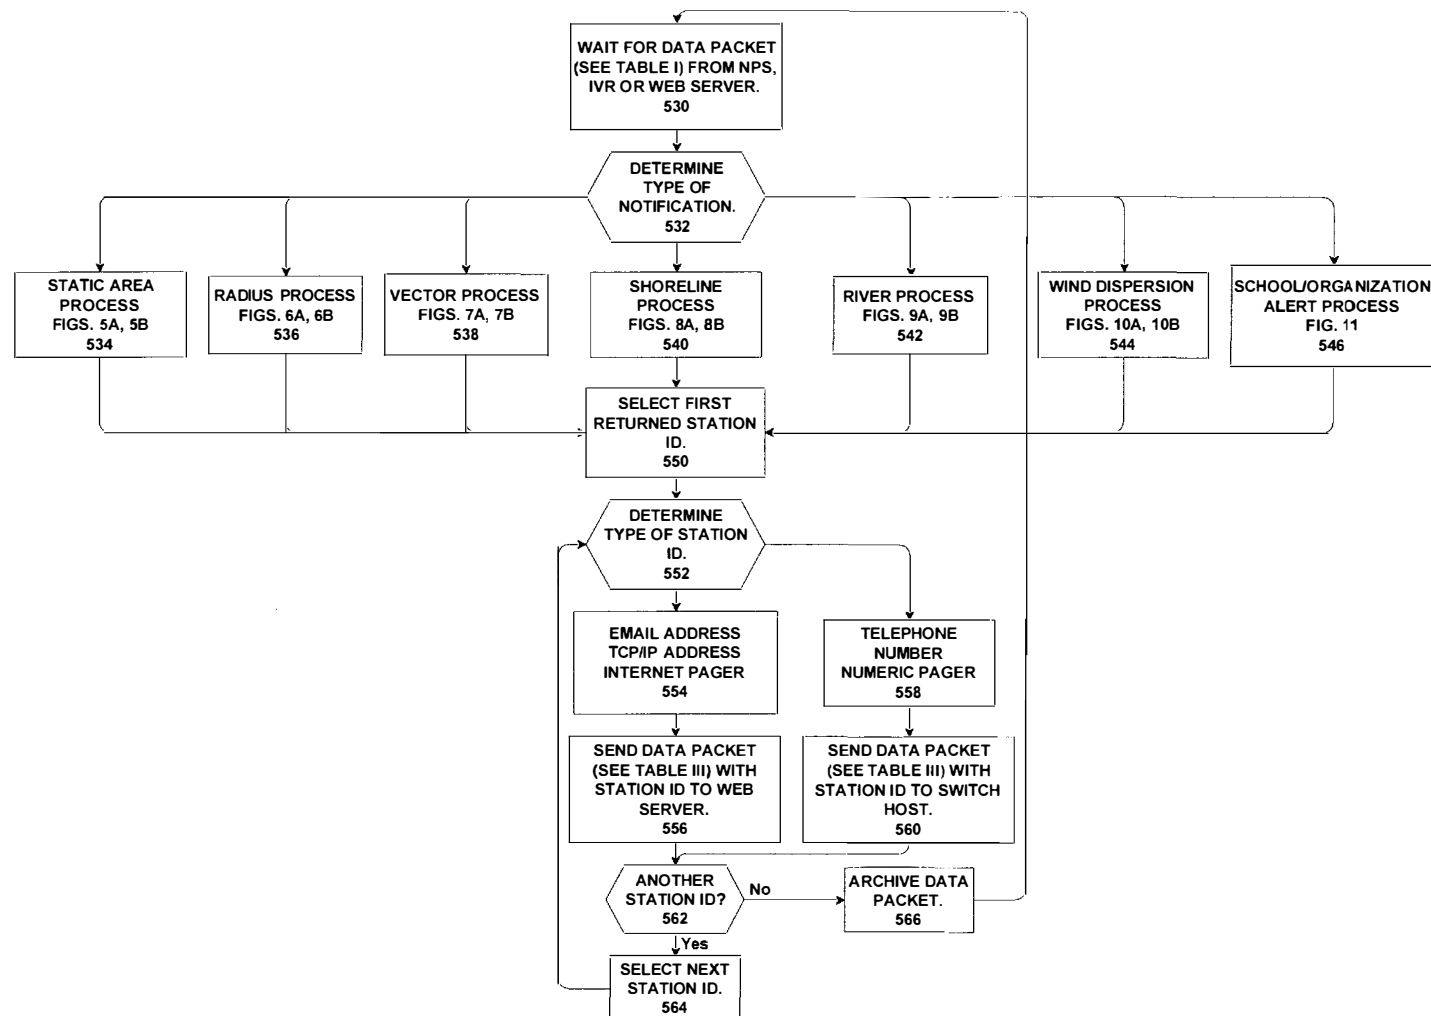 WAIT FOR DATA PACKET
(SEE TABLE I) FROM NPS,
IVR OR WEB SERVER.
530
DETERMINE
TYPE OF
NOTIFICATION.
532
STATIC AREA
PROCESS
FIGS. 5A, 5B
534
RADIUS PROCESS
FIGS. 6A, 6B
536
VECTOR PROCESS
FIGS. 7A, 7B
538
SHORELINE
PROCESS
FIGS. 8A, 8B
540
RIVER PROCESS
FIGS. 9A, 9B
542
WIND DISPERSION
PROCESS
FIGS. 10A, 10B
544
SCHOOL/ORGANIZATION
ALERT PROCESS
FIG. 11
546
SELECT FIRST
RETURNED STATION
ID.
550
DETERMINE
TYPE OF STATION
ID.
552
EMAIL ADDRESS
TCP/IP ADDRESS
INTERNET PAGER
554
TELEPHONE
NUMBER
NUMERIC PAGER
558
SEND DATA PACKET
(SEE TABLE III) WITH
STATION ID TO WEB
SERVER.
556
SEND DATA PACKET
(SEE TABLE III) WITH
STATION ID TO SWITCH
HOST.
560
ANOTHER
STATION ID?
562
No
ARCHIVE DATA
PACKET.
566
Yes
SELECT NEXT
STATION ID.
564